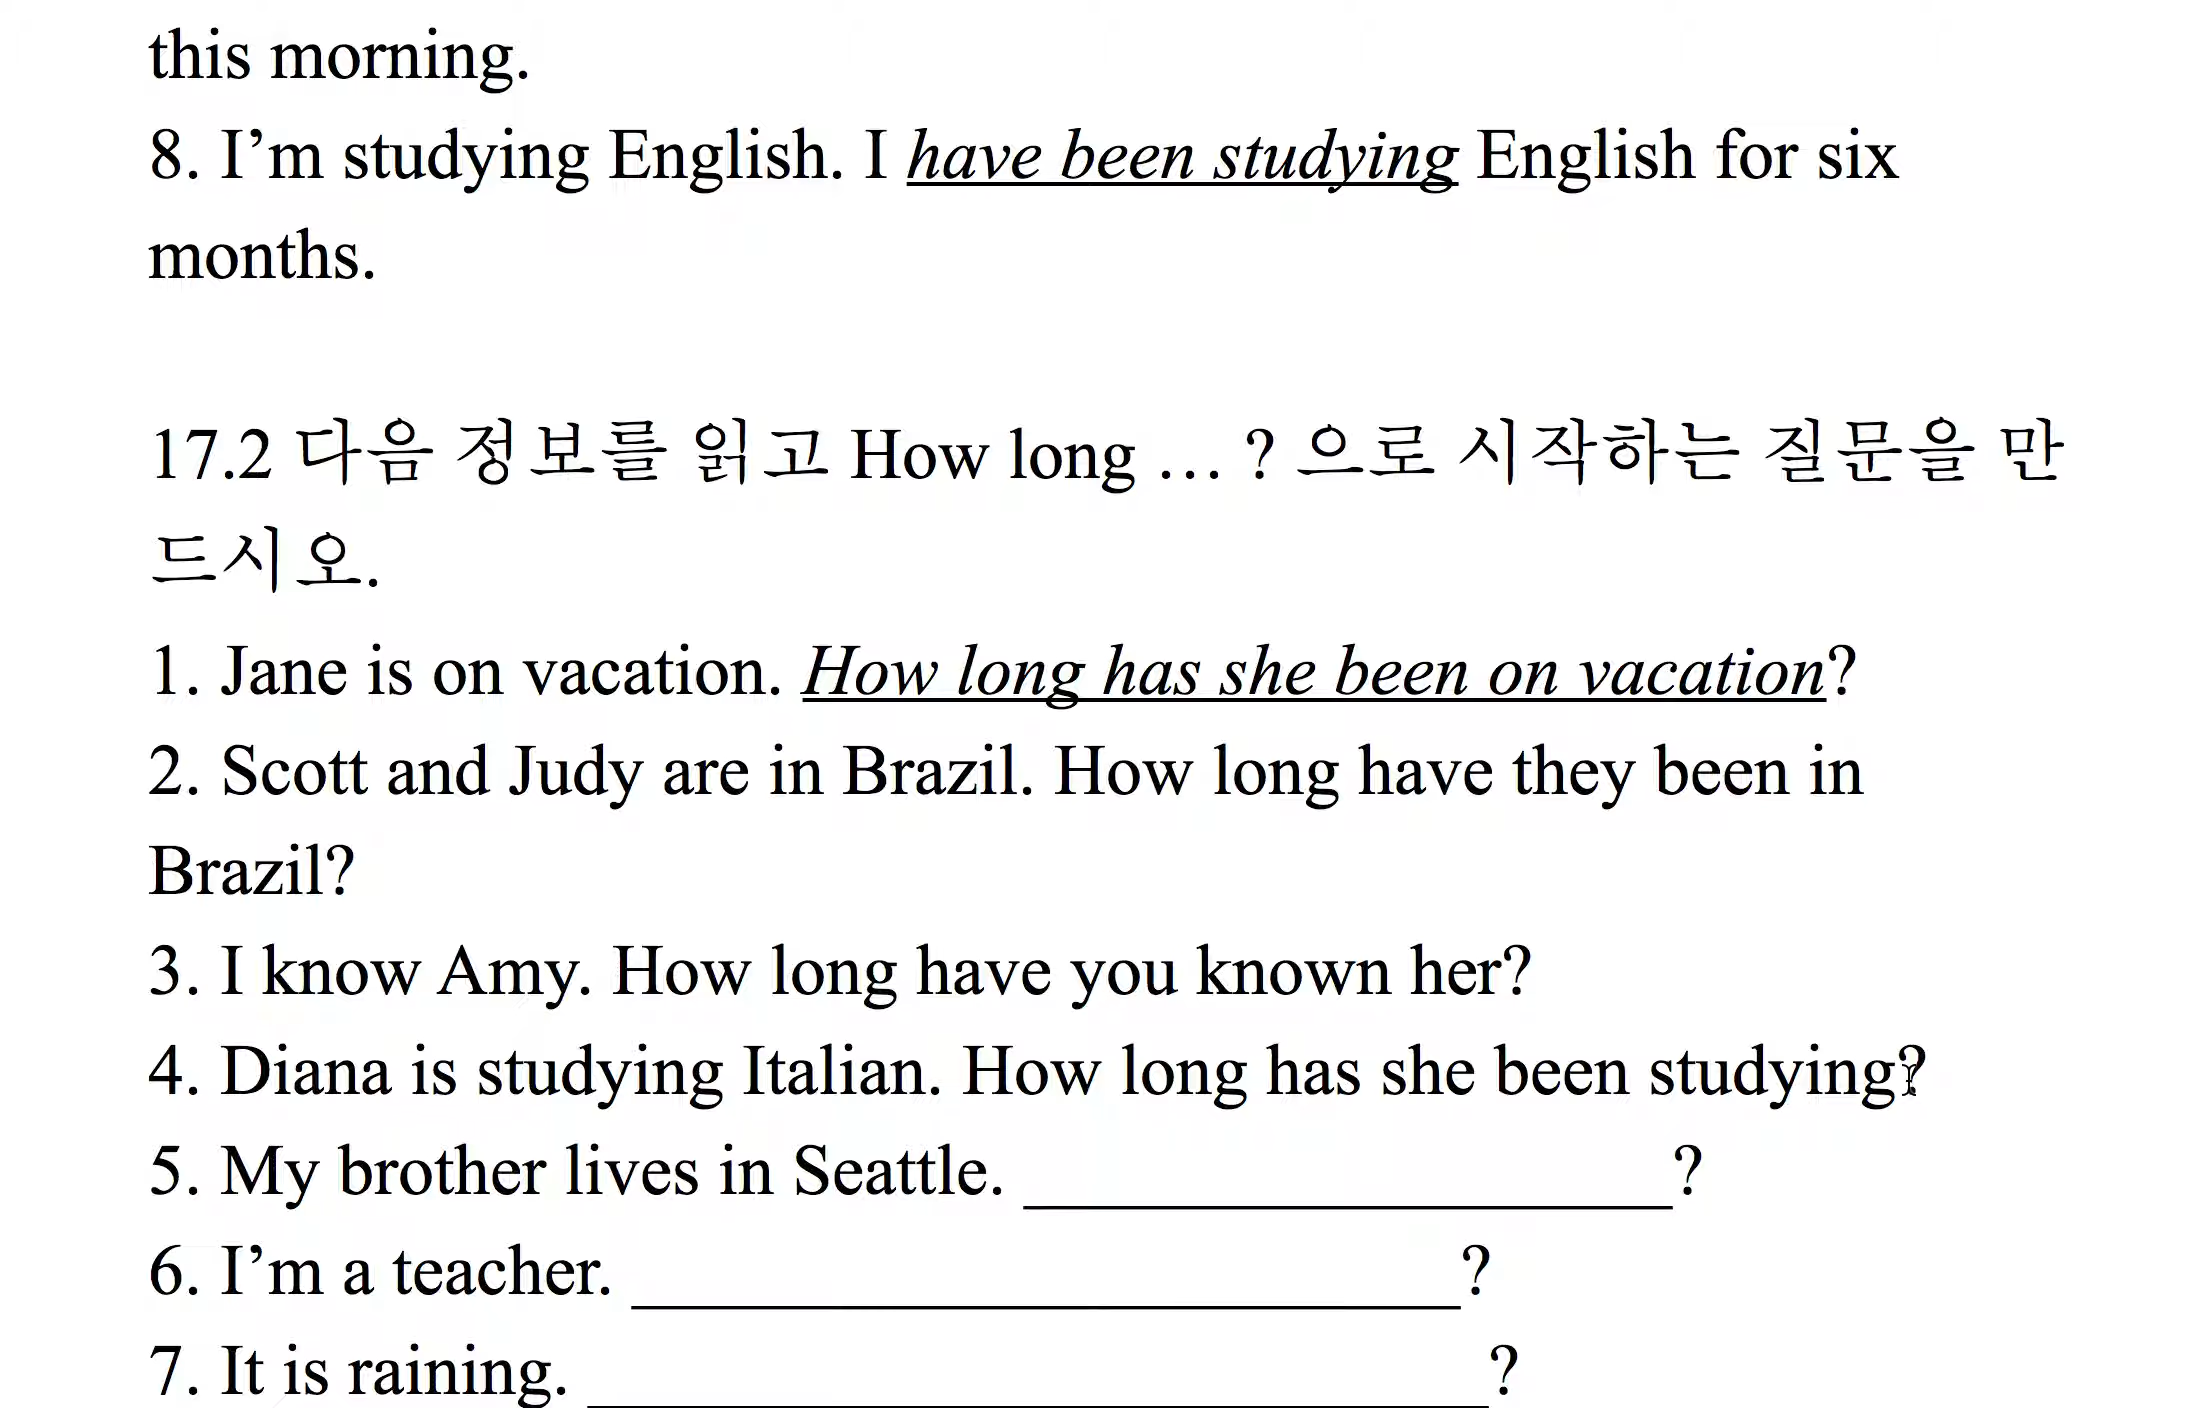 this morning.
8. I’m studying English. I have been studying English for six
months.
17.2 다음 정보를 읽고 How long … ? 으로 시작하는 질문을 만
드시오.
1. Jane is on vacation. How long has she been on vacation?
2. Scott and Judy are in Brazil. How long have they been in
Brazil?
3. I know Amy. How long have you known her?
4. Diana is studying Italian. How long has she been studying?
5. My brother lives in Seattle. ____________________?
6. I’m a teacher. __________________________?
7. It is raining. ____________________________?